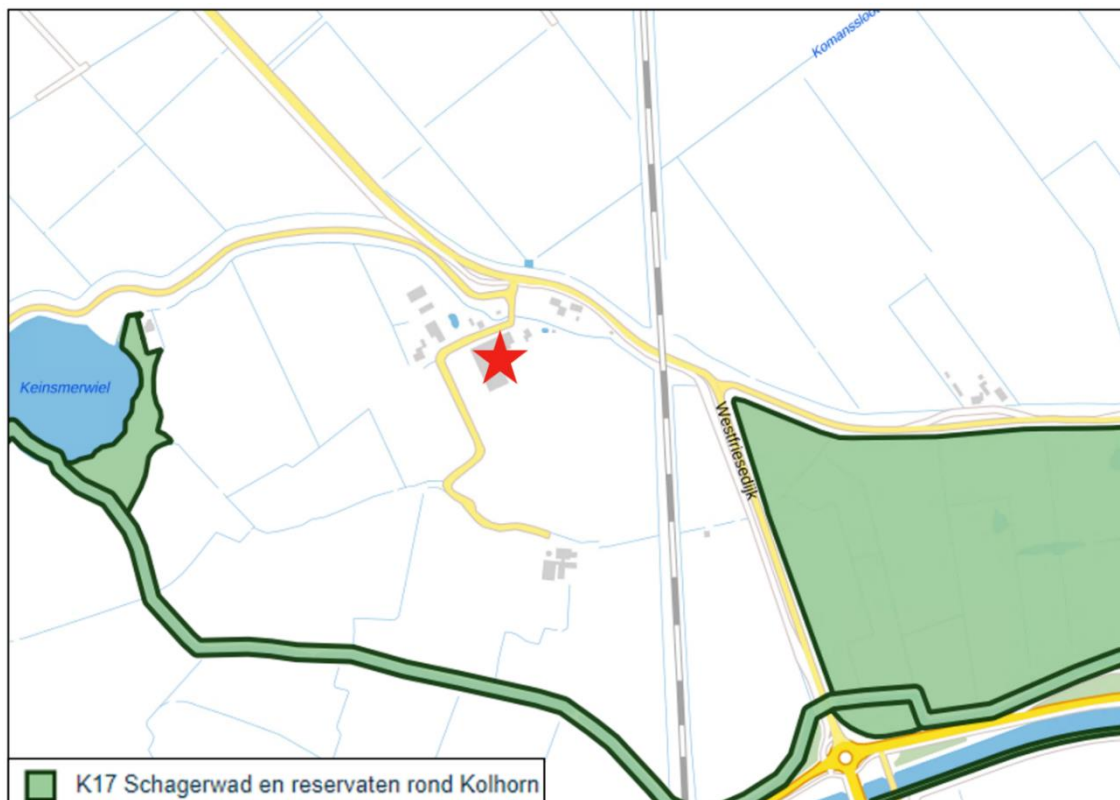 Komanssloot
Keinsmerwiel
Westfriesedijk
K17 Schagerwad en reservaten rond Kolhorn